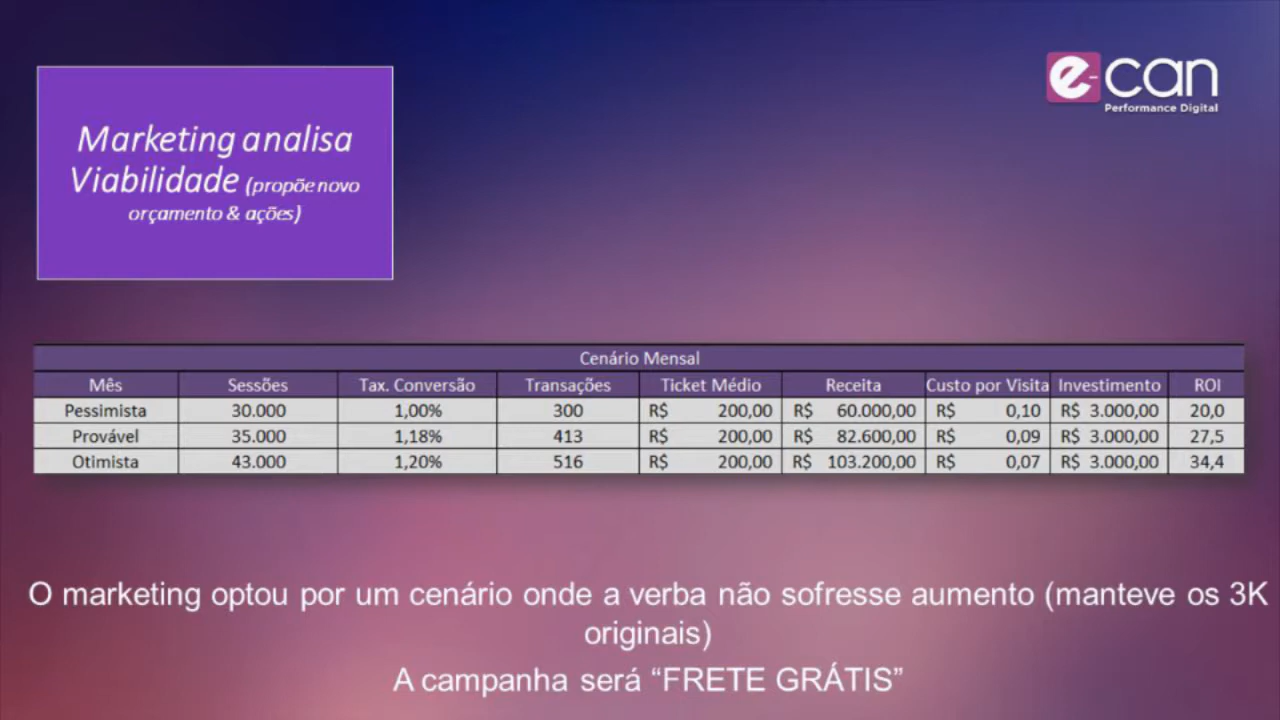 Marketing analisa
Viabilidade (propõe novo
orçamento & ações)
e-can
Performance Digital
Cenário Mensal
Mês Sessões Tax. Conversão Transações Ticket Médio Receita Custo por Visita Investimento ROI
Pessimista 30.000 1,00% 300 R$ 200,00 R$ 60.000,00 R$ 0,10 R$ 3.000,00 20,0
Provável 35.000 1,18% 413 R$ 200,00 R$ 82.600,00 R$ 0,09 R$ 3.000,00 27,5
Otimista 43.000 1,20% 516 R$ 200,00 R$ 103.200,00 R$ 0,07 R$ 3.000,00 34,4
O marketing optou por um cenário onde a verba não sofresse aumento (manteve os 3K
originais)
A campanha será “FRETE GRÁTIS”